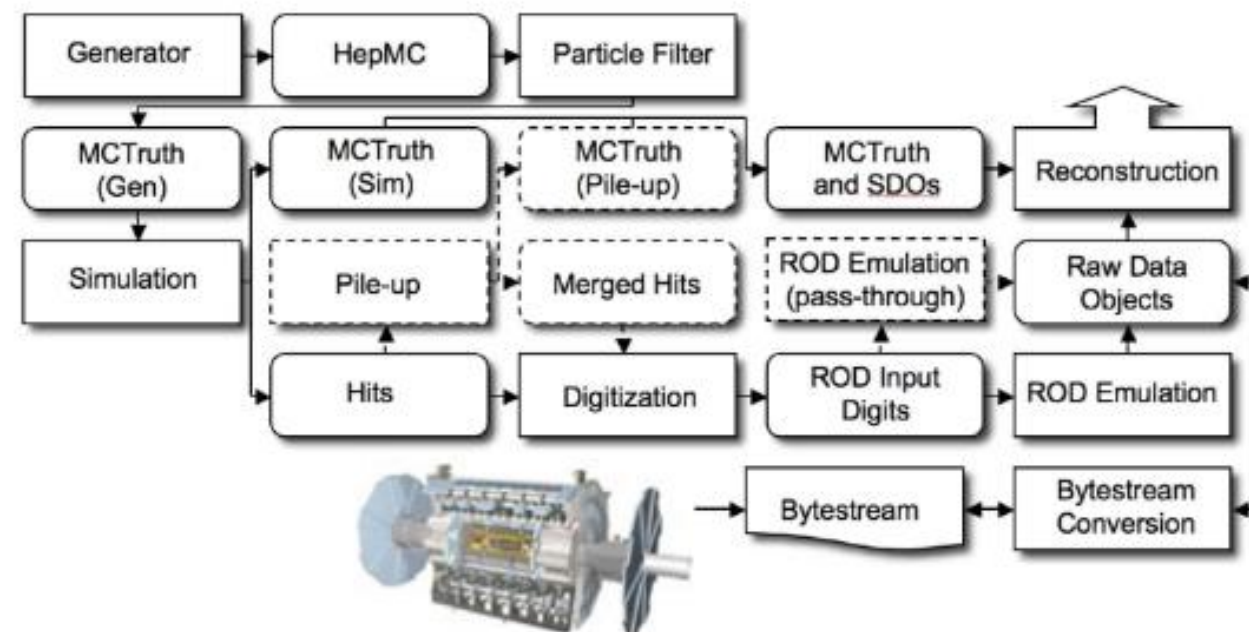 Generator
HepMC
Particle Filter
MCTruth
(Gen)
MCTruth
(Sim)
MCTruth
(Pile-up)
MCTruth
and SDOs
Reconstruction
Simulation
Pile-up
Merged Hits
ROD Emulation
(pass-through)
Raw Data
Objects
Hits
Digitization
ROD Input
Digits
ROD Emulation
Bytestream
Bytestream
Conversion